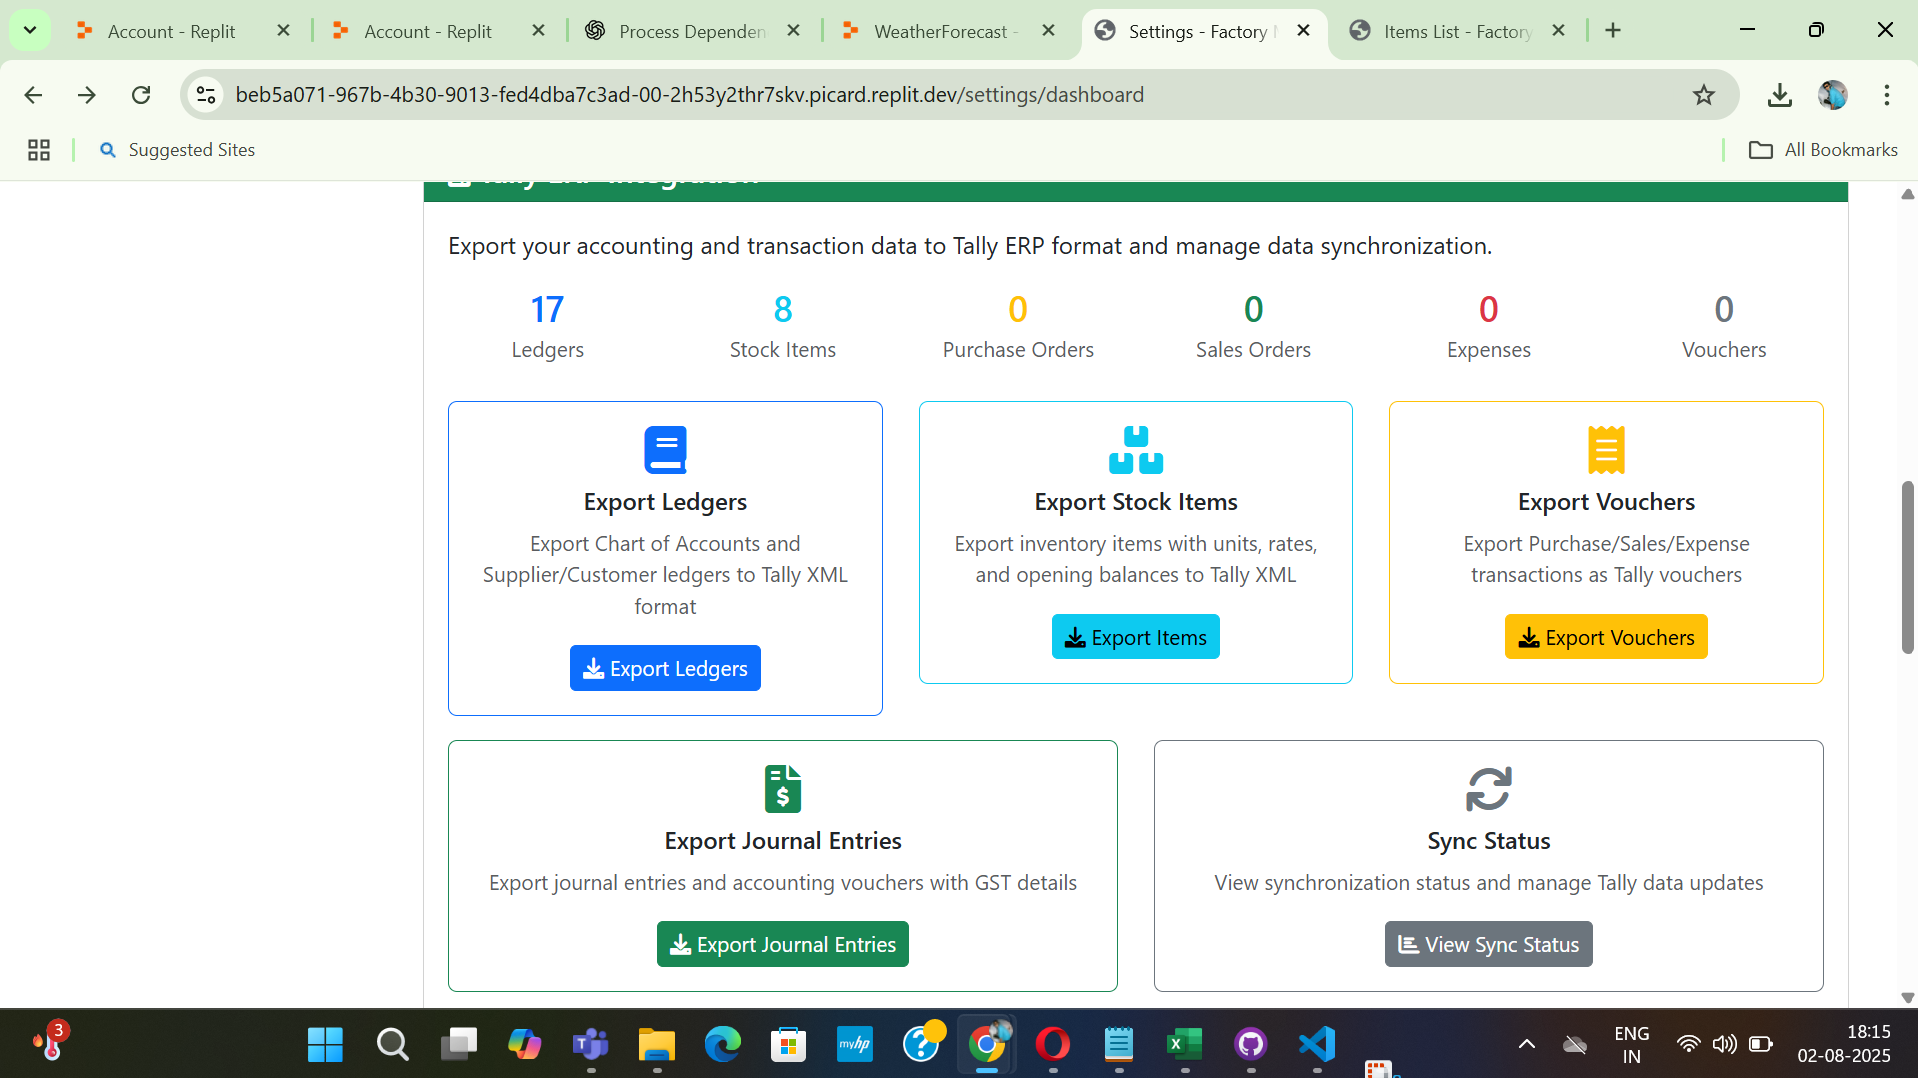 Account - Replit
Account - Replit
Process Dependen
WeatherForecast -
Settings - Factory
Items List - Factory
beb5a071-967b-4b30-9013-fed4dba7c3ad-00-2h53y2thr7skv.picard.replit.dev/settings/dashboard
Suggested Sites
All Bookmarks
Tally ERP Integration
Export your accounting and transaction data to Tally ERP format and manage data synchronization.
17
8
0
0
0
0
Ledgers
Stock Items
Purchase Orders
Sales Orders
Expenses
Vouchers
Export Ledgers
Export Chart of Accounts and
Supplier/Customer ledgers to Tally XML
format
Export Ledgers
Export Stock Items
Export inventory items with units, rates,
and opening balances to Tally XML
Export Items
Export Vouchers
Export Purchase/Sales/Expense
transactions as Tally vouchers
Export Vouchers
Export Journal Entries
Export journal entries and accounting vouchers with GST details
Export Journal Entries
Sync Status
View synchronization status and manage Tally data updates
View Sync Status
3
myhp
ENG
IN
18:15
02-08-2025